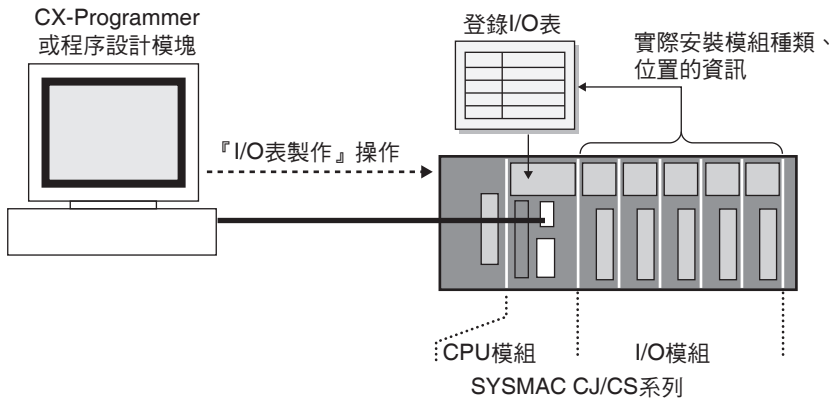 CX-Programmer
或程序設計模塊
登錄I/O表
實際安裝模組種類、
位置的資訊
『I/O表製作』操作
CPU模組
I/O模組
SYSMAC CJ/CS系列